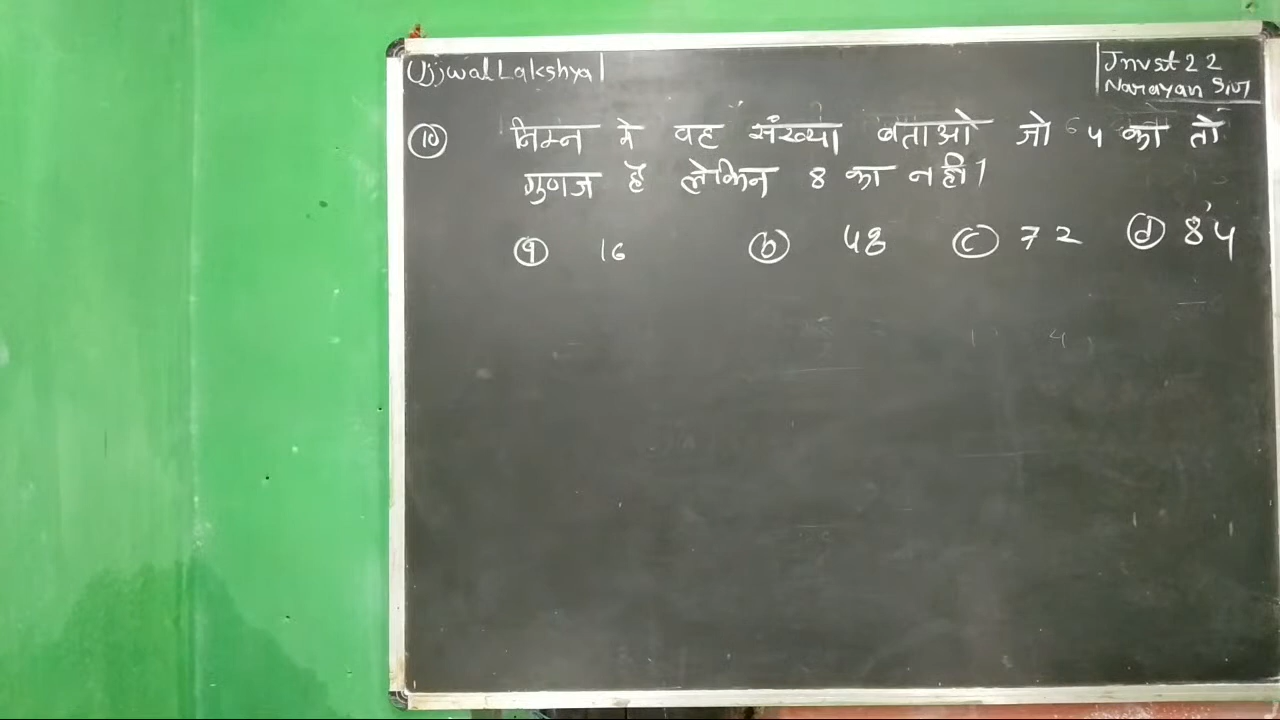 Ujjwal Lakshya
Jnvst 22
Narayan Sir
10 निम्न मे वह संख्या बताओ जो 4 का तो
गुणज है लेकिन 8 का नही।
a 16 b 48 c 72 d 84